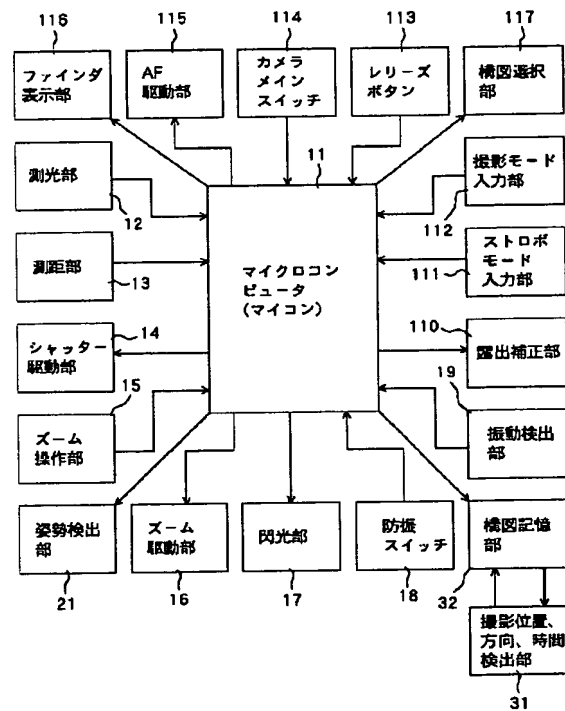 116
115
114
113
117
ファインダ
表示部
AF
駆動部
カメラ
メイン
スイッチ
レリーズ
ボタン
構図選択
部
11
測光部
12
撮影モード
入力部
112
測距部
13
マイクロコン
ピュータ
(マイコン)
ストロボ
モード
入力部
111
14
シャッター
駆動部
110
露出補正部
15
ズーム
操作部
19
振動検出
部
姿勢検出
部
21
ズーム
駆動部
16
閃光部
17
防振
スイッチ
18
構図記憶
部
32
撮影位置、
方向、時間
検出部
31